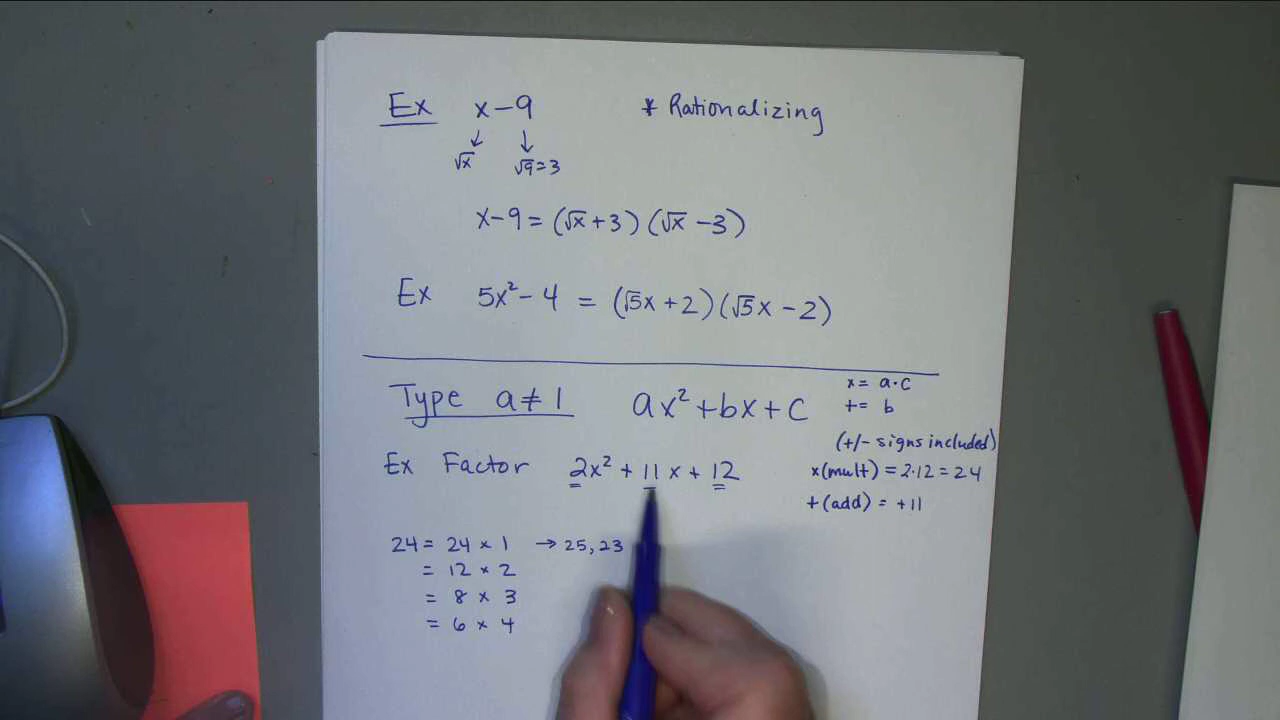 Ex x-9 * Rationalizing
√x √9=3
x-9 = (√x+3)(√x-3)
Ex 5x²-4 = (√5x+2)(√5x-2)
Type a≠1 ax²+bx+c x= a·c
+= b
(+/- signs included)
Ex Factor 2x² + 11x + 12 x(mult) = 2·12=24
+(add) = +11
24 = 24 x 1 → 25, 23
= 12 x 2
= 8 x 3
= 6 x 4